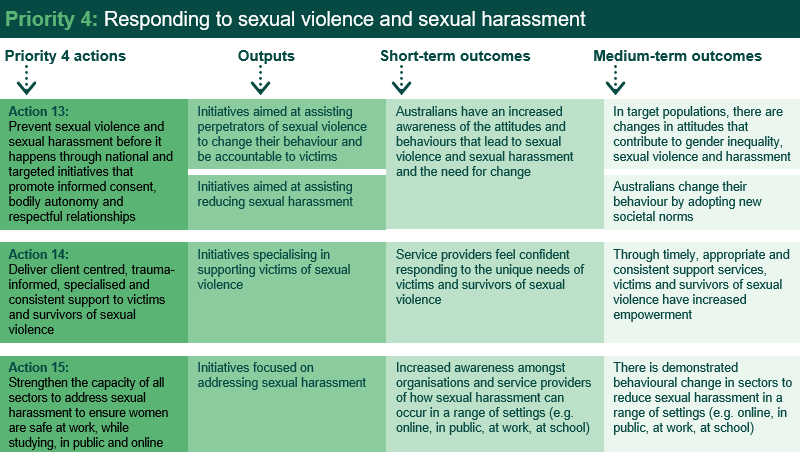 Priority 4: Responding to sexual violence and sexual harassment
Priority 4 actions
Outputs
Short-term outcomes
Medium-term outcomes
Action 13:
Prevent sexual violence and
sexual harassment before it
happens through national and
targeted initiatives that
promote informed consent,
bodily autonomy and
respectful relationships
Initiatives aimed at assisting
perpetrators of sexual violence
to change their behaviour and
be accountable to victims
Initiatives aimed at assisting
reducing sexual harassment
Australians have an increased
awareness of the attitudes and
behaviours that lead to sexual
violence and sexual harassment
and the need for change
In target populations, there are
changes in attitudes that
contribute to gender inequality,
sexual violence and harassment
Australians change their
behaviour by adopting new
societal norms
Action 14:
Deliver client centred, trauma-
informed, specialised and
consistent support to victims
and survivors of sexual
violence
Initiatives specialising in
supporting victims of sexual
violence
Service providers feel confident
responding to the unique needs of
victims and survivors of sexual
violence
Through timely, appropriate and
consistent support services,
victims and survivors of sexual
violence have increased
empowerment
Action 15:
Strengthen the capacity of all
sectors to address sexual
harassment to ensure women
are safe at work, while
studying, in public and online
Initiatives focused on
addressing sexual harassment
Increased awareness amongst
organisations and service providers
of how sexual harassment can
occur in a range of settings (e.g.
online, in public, at work, at school)
There is demonstrated
behavioural change in sectors to
reduce sexual harassment in a
range of settings (e.g. online, in
public, at work, at school)